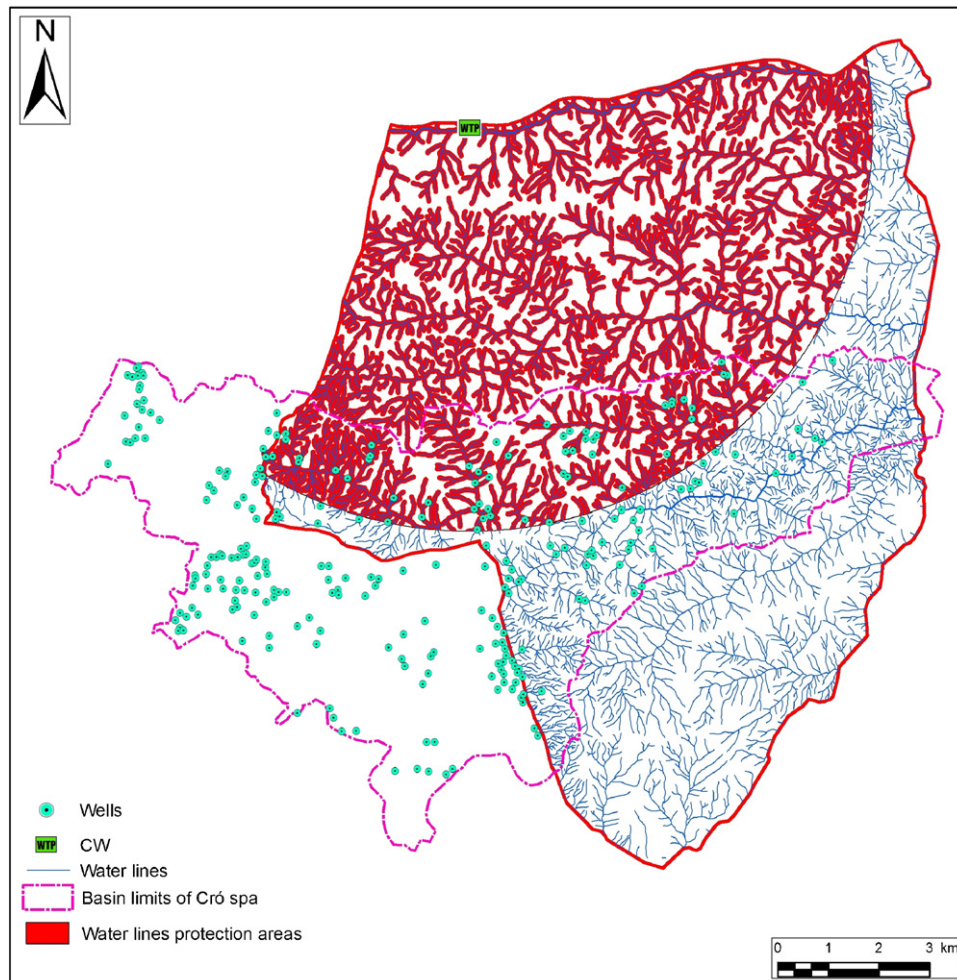 N
WTP
Wells
WTP CW
Water lines
Basin limits of Cró spa
Water lines protection areas
0 1 2 3 km